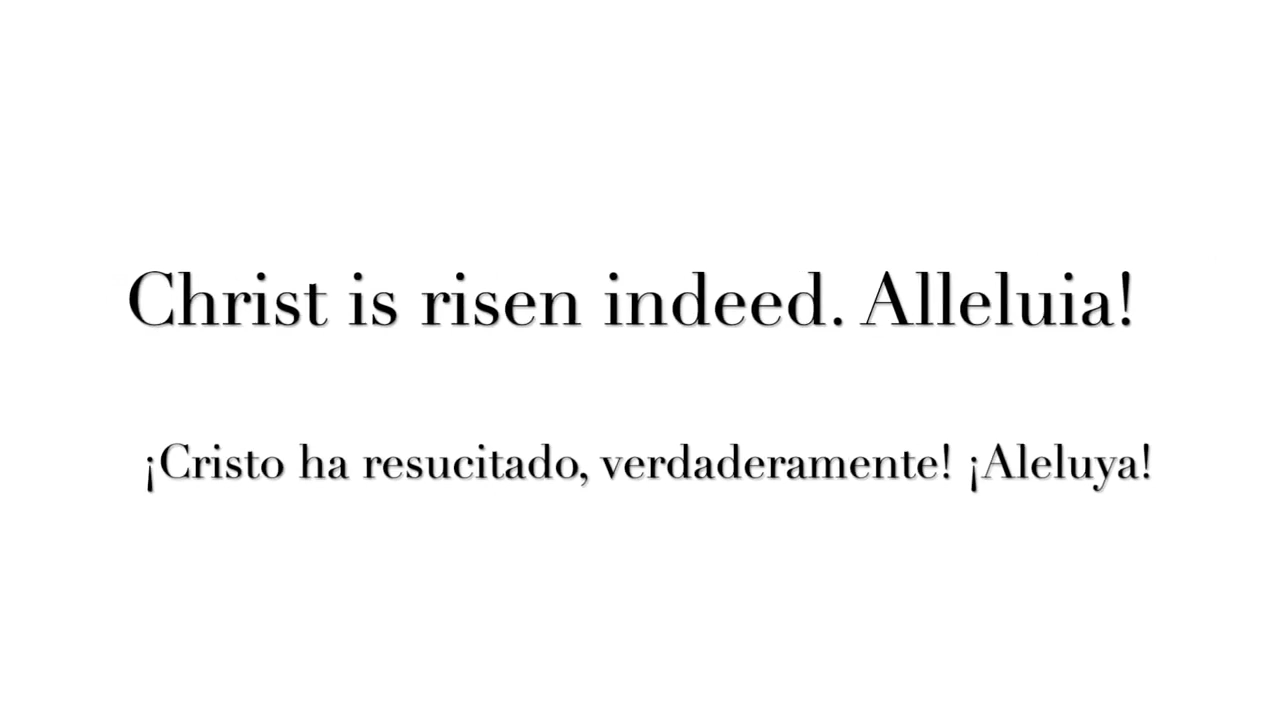 Christ is risen indeed. Alleluia!
¡Cristo ha resucitado, verdaderamente! ¡Aleluya!